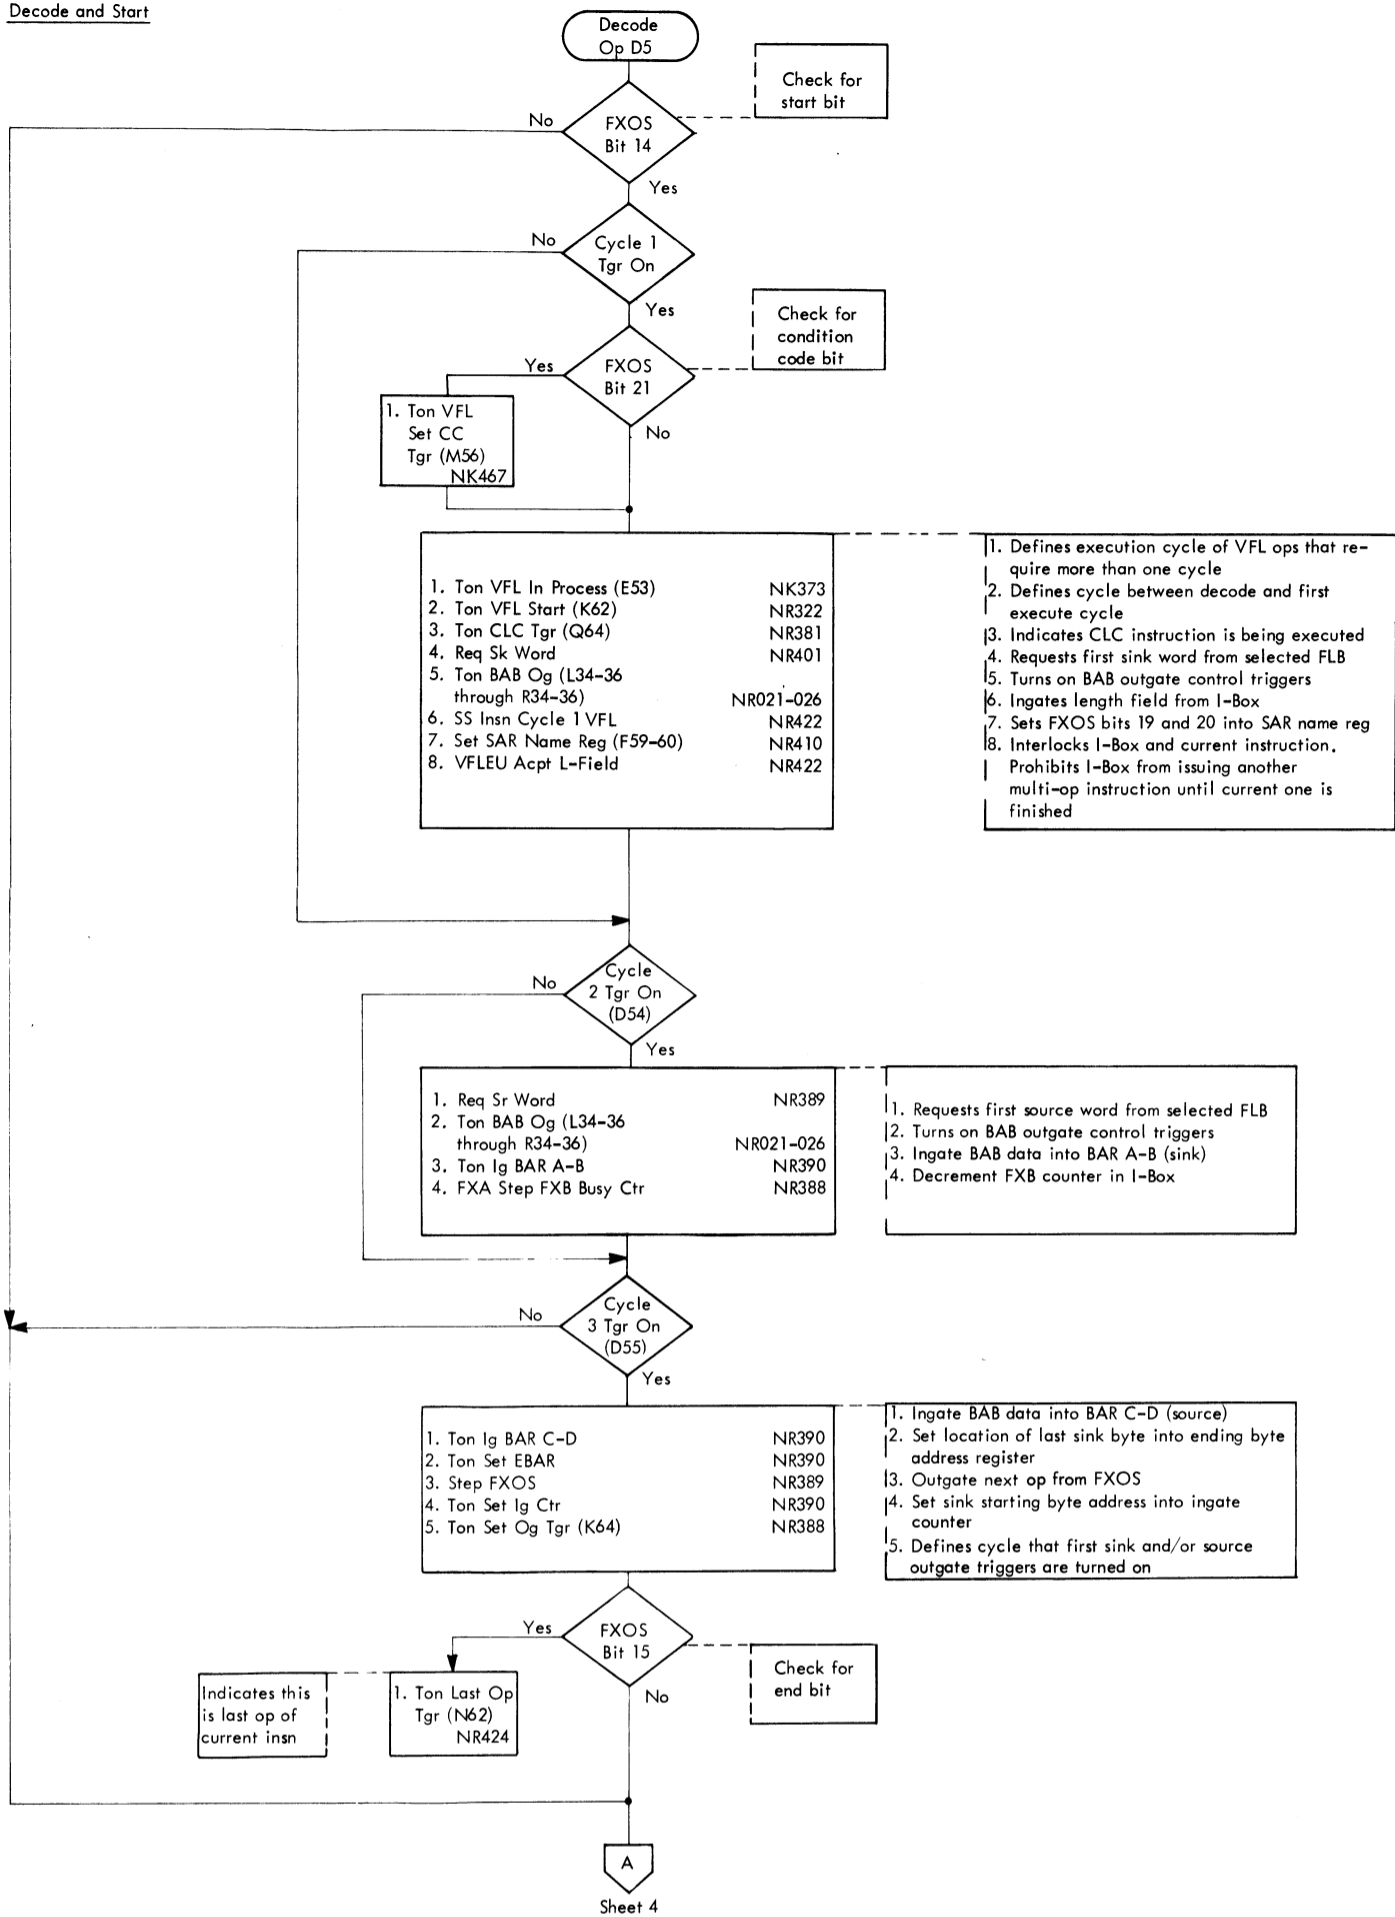 Decode and Start
Decode
Op D5
Check for
start bit
No
FXOS
Bit 14
Yes
No
Cycle 1
Tgr On
Yes
Check for
condition
code bit
Yes
FXOS
Bit 21
No
1. Ton VFL
Set CC
Tgr (M56)
NK467
1. Ton VFL In Process (E53) NK373
2. Ton VFL Start (K62) NR322
3. Ton CLC Tgr (Q64) NR381
4. Req Sk Word NR401
5. Ton BAB Og (L34-36
through R34-36) NR021-026
6. SS Insn Cycle 1 VFL NR422
7. Set SAR Name Reg (F59-60) NR410
8. VFLEU Acpt L-Field NR422
1. Defines execution cycle of VFL ops that re-
quire more than one cycle
2. Defines cycle between decode and first
execute cycle
3. Indicates CLC instruction is being executed
4. Requests first sink word from selected FLB
5. Turns on BAB outgate control triggers
6. Ingates length field from I-Box
7. Sets FXOS bits 19 and 20 into SAR name reg
8. Interlocks I-Box and current instruction.
Prohibits I-Box from issuing another
multi-op instruction until current one is
finished
No
Cycle
2 Tgr On
(D54)
Yes
1. Req Sr Word NR389
2. Ton BAB Og (L34-36
through R34-36) NR021-026
3. Ton Ig BAR A-B NR390
4. FXA Step FXB Busy Ctr NR388
1. Requests first source word from selected FLB
2. Turns on BAB outgate control triggers
3. Ingate BAB data into BAR A-B (sink)
4. Decrement FXB counter in I-Box
No
Cycle
3 Tgr On
(D55)
Yes
1. Ton Ig BAR C-D NR390
2. Ton Set EBAR NR390
3. Step FXOS NR389
4. Ton Set Ig Ctr NR390
5. Ton Set Og Tgr (K64) NR388
1. Ingate BAB data into BAR C-D (source)
2. Set location of last sink byte into ending byte
address register
3. Outgate next op from FXOS
4. Set sink starting byte address into ingate
counter
5. Defines cycle that first sink and/or source
outgate triggers are turned on
Yes
FXOS
Bit 15
No
Check for
end bit
Indicates this
is last op of
current insn
1. Ton Last Op
Tgr (N62)
NR424
A
Sheet 4